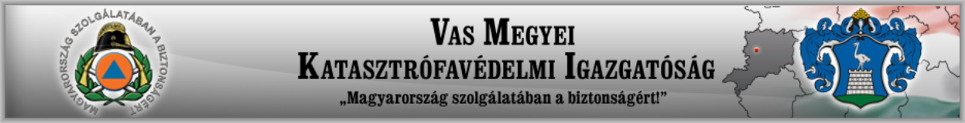 MAGYARORSZÁG SZOLGÁLATÁBAN A BIZTONSÁGÉRT
VAS MEGYEI
KATASZTRÓFAVÉDELMI IGAZGATÓSÁG
„Magyarország szolgálatában a biztonságért!”